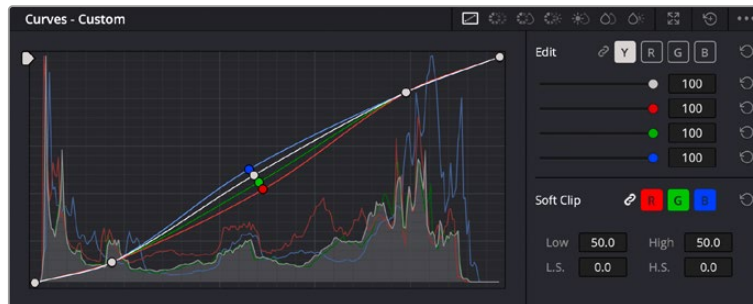 Curves - Custom
Edit Y R G B
100
100
100
100
Soft Clip R G B
Low 50.0 High 50.0
L.S. 0.0 H.S. 0.0